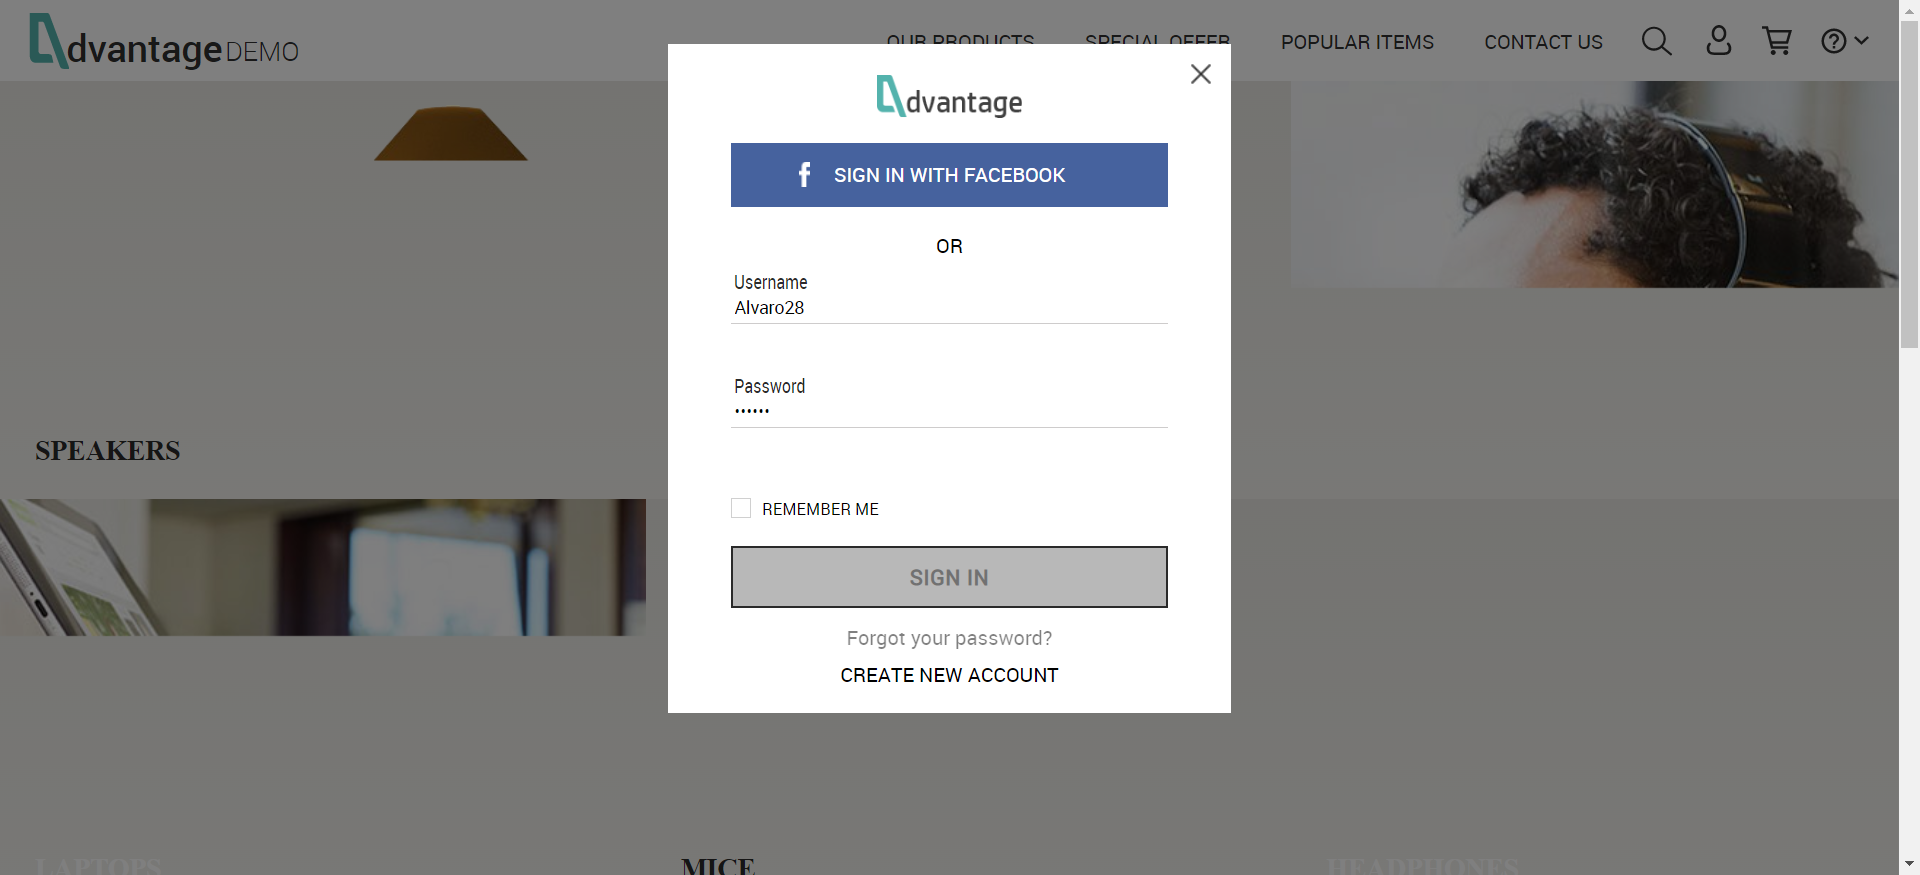 dvantage DEMO
OUR PRODUCTS SPECIAL OFFER POPULAR ITEMS CONTACT US
dvantage
SIGN IN WITH FACEBOOK
OR
Username
Alvaro28
Password
••••••
SPEAKERS
REMEMBER ME
SIGN IN
Forgot your password?
CREATE NEW ACCOUNT
LAPTOPS MICE HEADPHONES